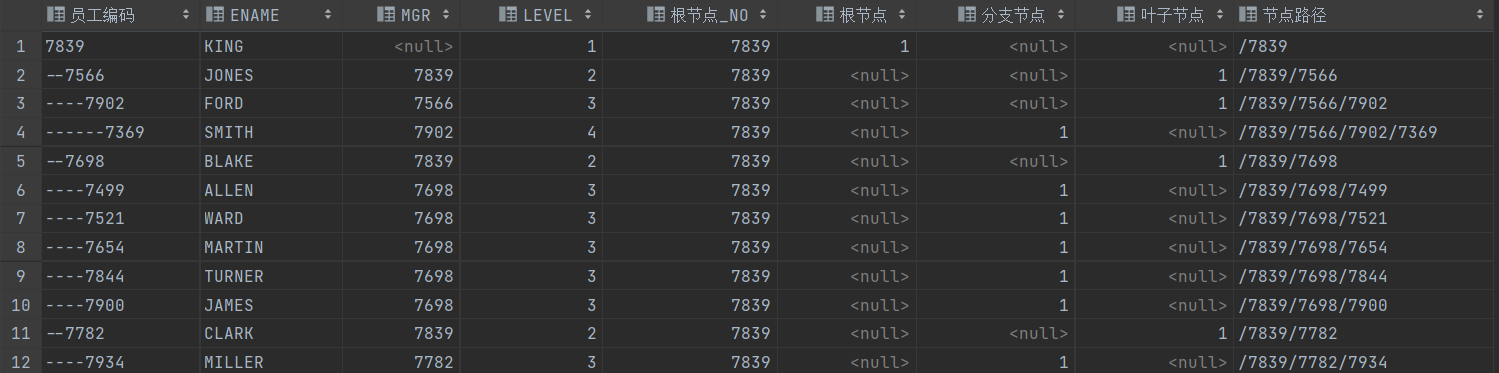 员工编码 ENAME MGR LEVEL 根节点_NO 根节点 分支节点 叶子节点 节点路径
1 7839 KING <null> 1 7839 1 <null> <null> /7839
2 --7566 JONES 7839 2 7839 <null> <null> 1 /7839/7566
3 ----7902 FORD 7566 3 7839 <null> <null> 1 /7839/7566/7902
4 ------7369 SMITH 7902 4 7839 <null> 1 <null> /7839/7566/7902/7369
5 --7698 BLAKE 7839 2 7839 <null> <null> 1 /7839/7698
6 ----7499 ALLEN 7698 3 7839 <null> 1 <null> /7839/7698/7499
7 ----7521 WARD 7698 3 7839 <null> 1 <null> /7839/7698/7521
8 ----7654 MARTIN 7698 3 7839 <null> 1 <null> /7839/7698/7654
9 ----7844 TURNER 7698 3 7839 <null> 1 <null> /7839/7698/7844
10 ----7900 JAMES 7698 3 7839 <null> 1 <null> /7839/7698/7900
11 --7782 CLARK 7839 2 7839 <null> <null> 1 /7839/7782
12 ----7934 MILLER 7782 3 7839 <null> 1 <null> /7839/7782/7934